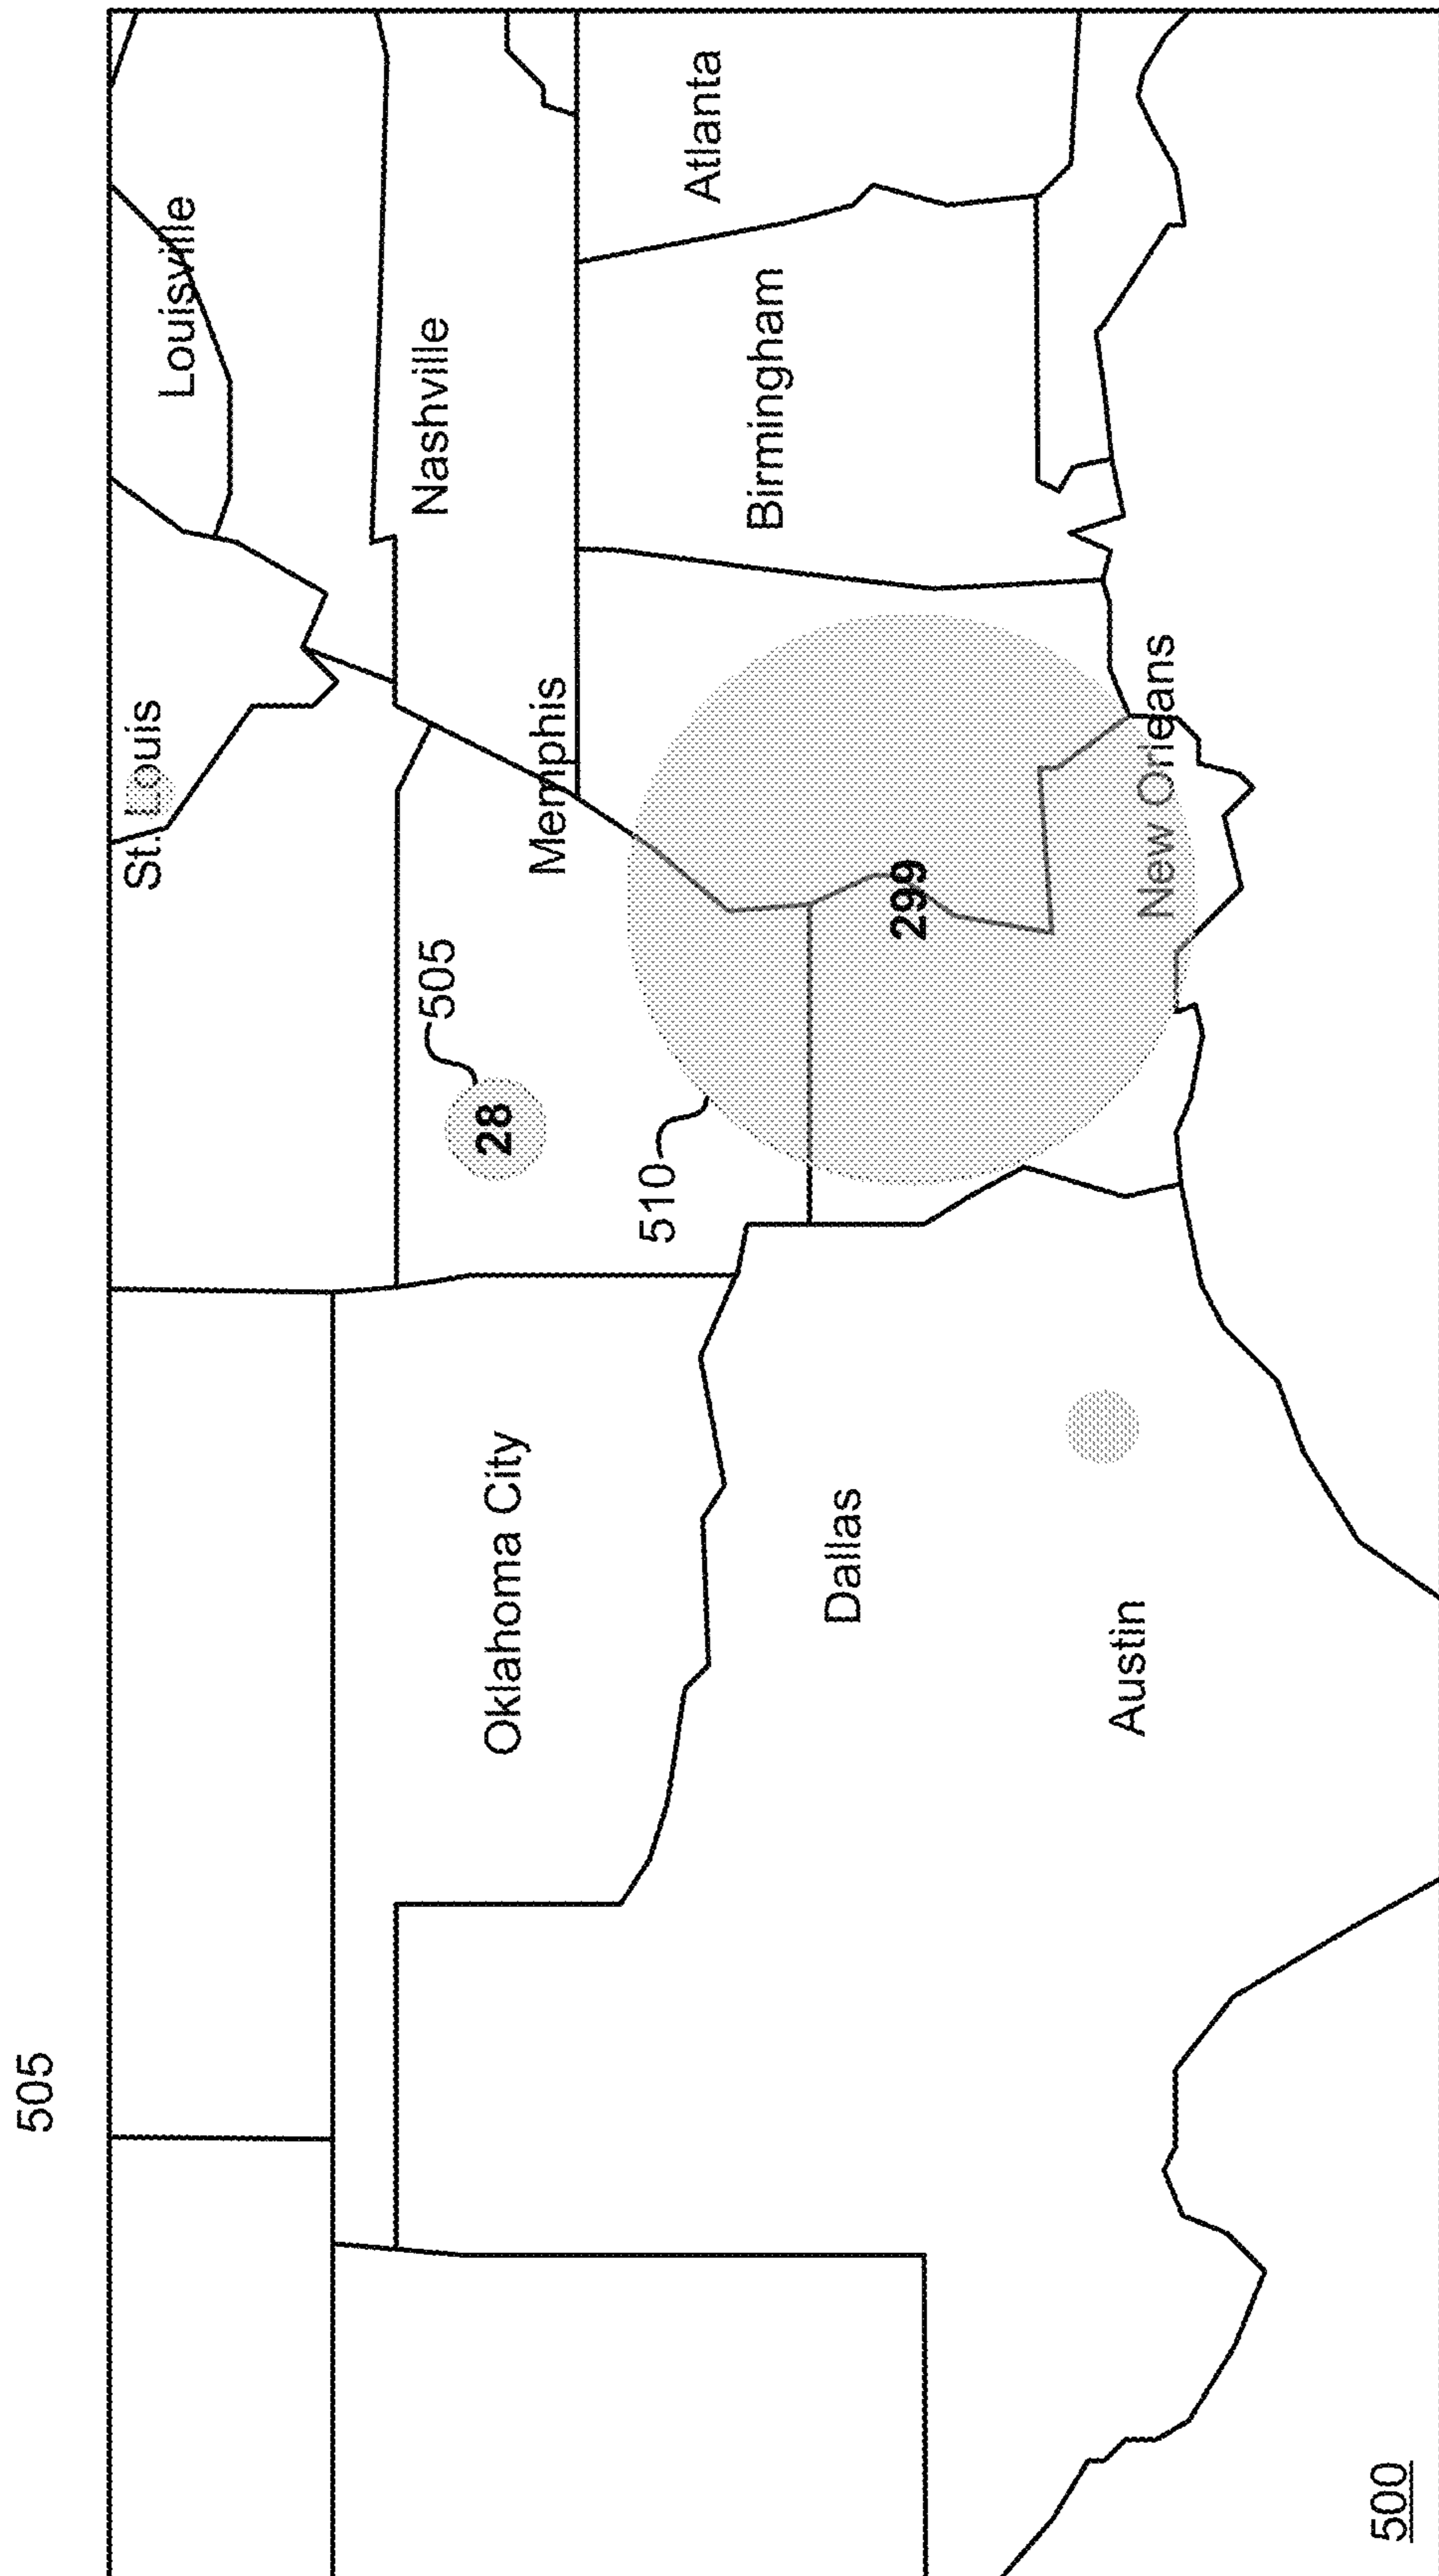 505
St. Louis
Louisville
Nashville
505
28
Oklahoma City
Memphis
510
Atlanta
Birmingham
Dallas
299
New Orleans
Austin
500